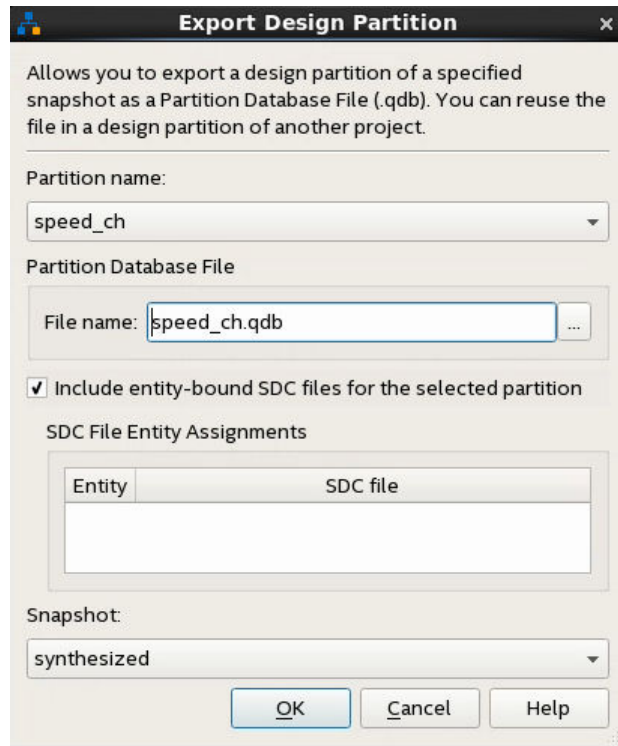 Export Design Partition
Allows you to export a design partition of a specified
snapshot as a Partition Database File (.qdb). You can reuse the
file in a design partition of another project.
Partition name:
speed_ch
Partition Database File
File name: speed_ch.qdb ...
Include entity-bound SDC files for the selected partition
SDC File Entity Assignments
Entity SDC file
Snapshot:
synthesized
OK Cancel Help